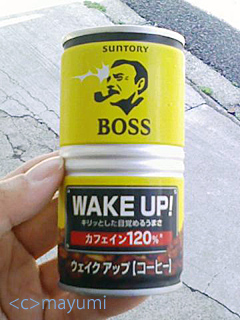 SUNTORY
BOSS
WAKE UP!
キリッとした目覚めるうまさ
カフェイン120%*
ウェイクアップ【コーヒー】
<c>mayumi